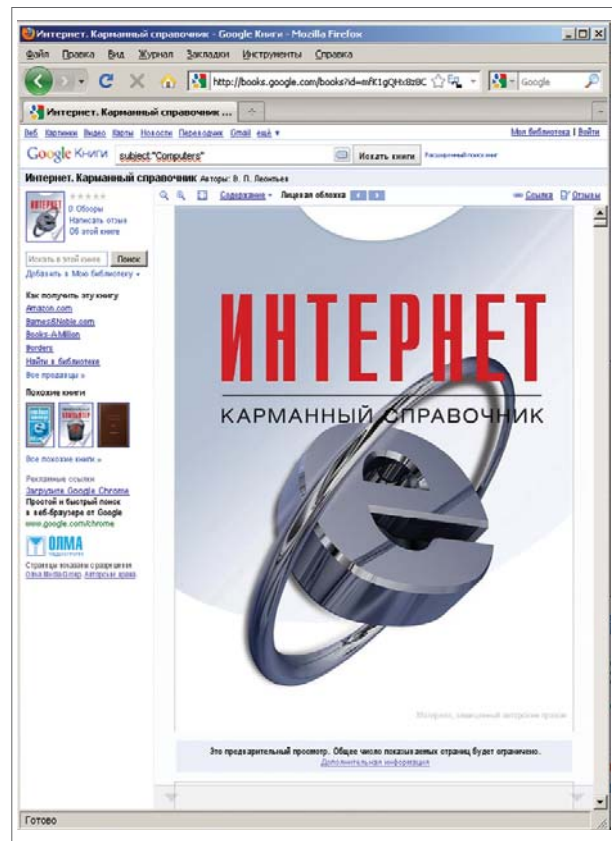 Интернет. Карманный справочник - Google Книги - Mozilla Firefox
Файл Правка Вид Журнал Закладки Инструменты Справка
http://books.google.com/books?id=mfK1gQHxBz8C
Google
Интернет. Карманный справочник ...
Веб Картинки Видео Карты Новости Переводчик Gmail ещё ▼
Моя библиотека | Войти
Google Книги
subject:"Computers"
Искать книги
Расширенный поиск книг
Интернет. Карманный справочник Авторы: В. П. Леонтьев
0 Обзоры
Написать отзыв
Об этой книге
Содержание
Лицевая обложка
Ссылка
Отзывы
Искать в этой книге
Поиск
Добавить в Мою библиотеку
Как получить эту книгу
Amazon.com
Barnes&Noble.com
Books-A-Million
Borders
Найти в библиотеке
Все продавцы »
Похожие книги
Все похожие книги »
Рекламные ссылки
Загрузите Google Chrome
Простой и быстрый поиск
в веб-браузере от Google
www.google.com/chrome
ОЛМА
Страницы показаны с разрешения
Олма Media Group. Авторские права
ИНТЕРНЕТ
КАРМАННЫЙ СПРАВОЧНИК
Материал, защищенный авторским правом
Это предварительный просмотр. Общее число показываемых страниц будет ограничено.
Дополнительная информация
Готово